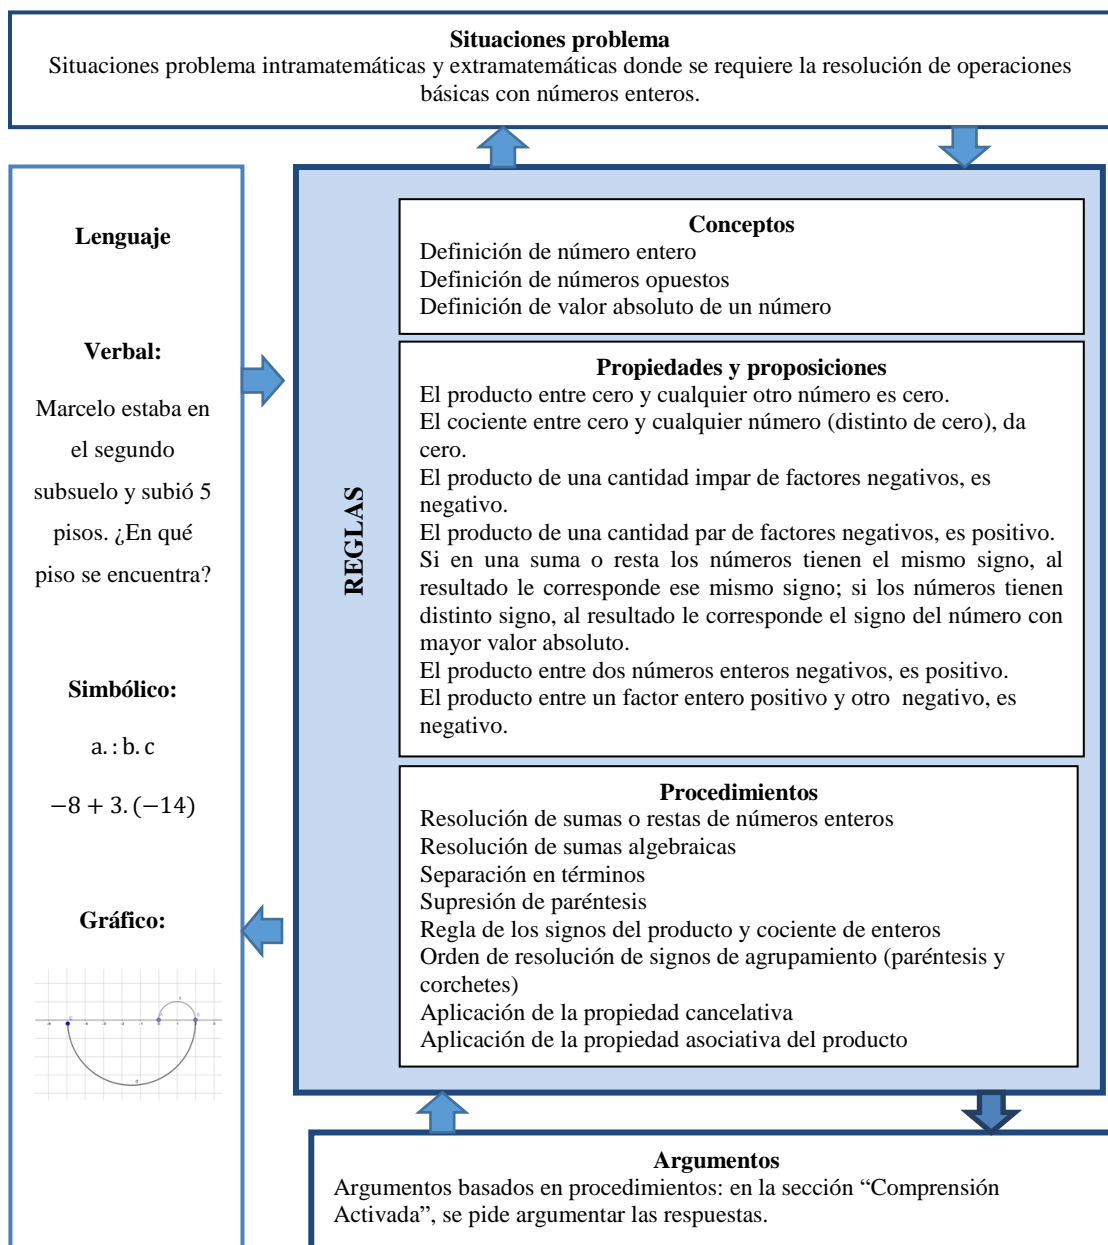 Situaciones problema
Situaciones problema intramatemáticas y extramatemáticas donde se requiere la resolución de operaciones
básicas con números enteros.
Lenguaje
Verbal:
Marcelo estaba en
el segundo
subsuelo y subió 5
pisos. ¿En qué
piso se encuentra?
Simbólico:
a. : b. c
−8 + 3. (−14)
Gráfico:
REGLAS
Conceptos
Definición de número entero
Definición de números opuestos
Definición de valor absoluto de un número
Propiedades y proposiciones
El producto entre cero y cualquier otro número es cero.
El cociente entre cero y cualquier número (distinto de cero), da
cero.
El producto de una cantidad impar de factores negativos, es
negativo.
El producto de una cantidad par de factores negativos, es positivo.
Si en una suma o resta los números tienen el mismo signo, al
resultado le corresponde ese mismo signo; si los números tienen
distinto signo, al resultado le corresponde el signo del número con
mayor valor absoluto.
El producto entre dos números enteros negativos, es positivo.
El producto entre un factor entero positivo y otro negativo, es
negativo.
Procedimientos
Resolución de sumas o restas de números enteros
Resolución de sumas algebraicas
Separación en términos
Supresión de paréntesis
Regla de los signos del producto y cociente de enteros
Orden de resolución de signos de agrupamiento (paréntesis y
corchetes)
Aplicación de la propiedad cancelativa
Aplicación de la propiedad asociativa del producto
Argumentos
Argumentos basados en procedimientos: en la sección “Comprensión
Activada”, se pide argumentar las respuestas.